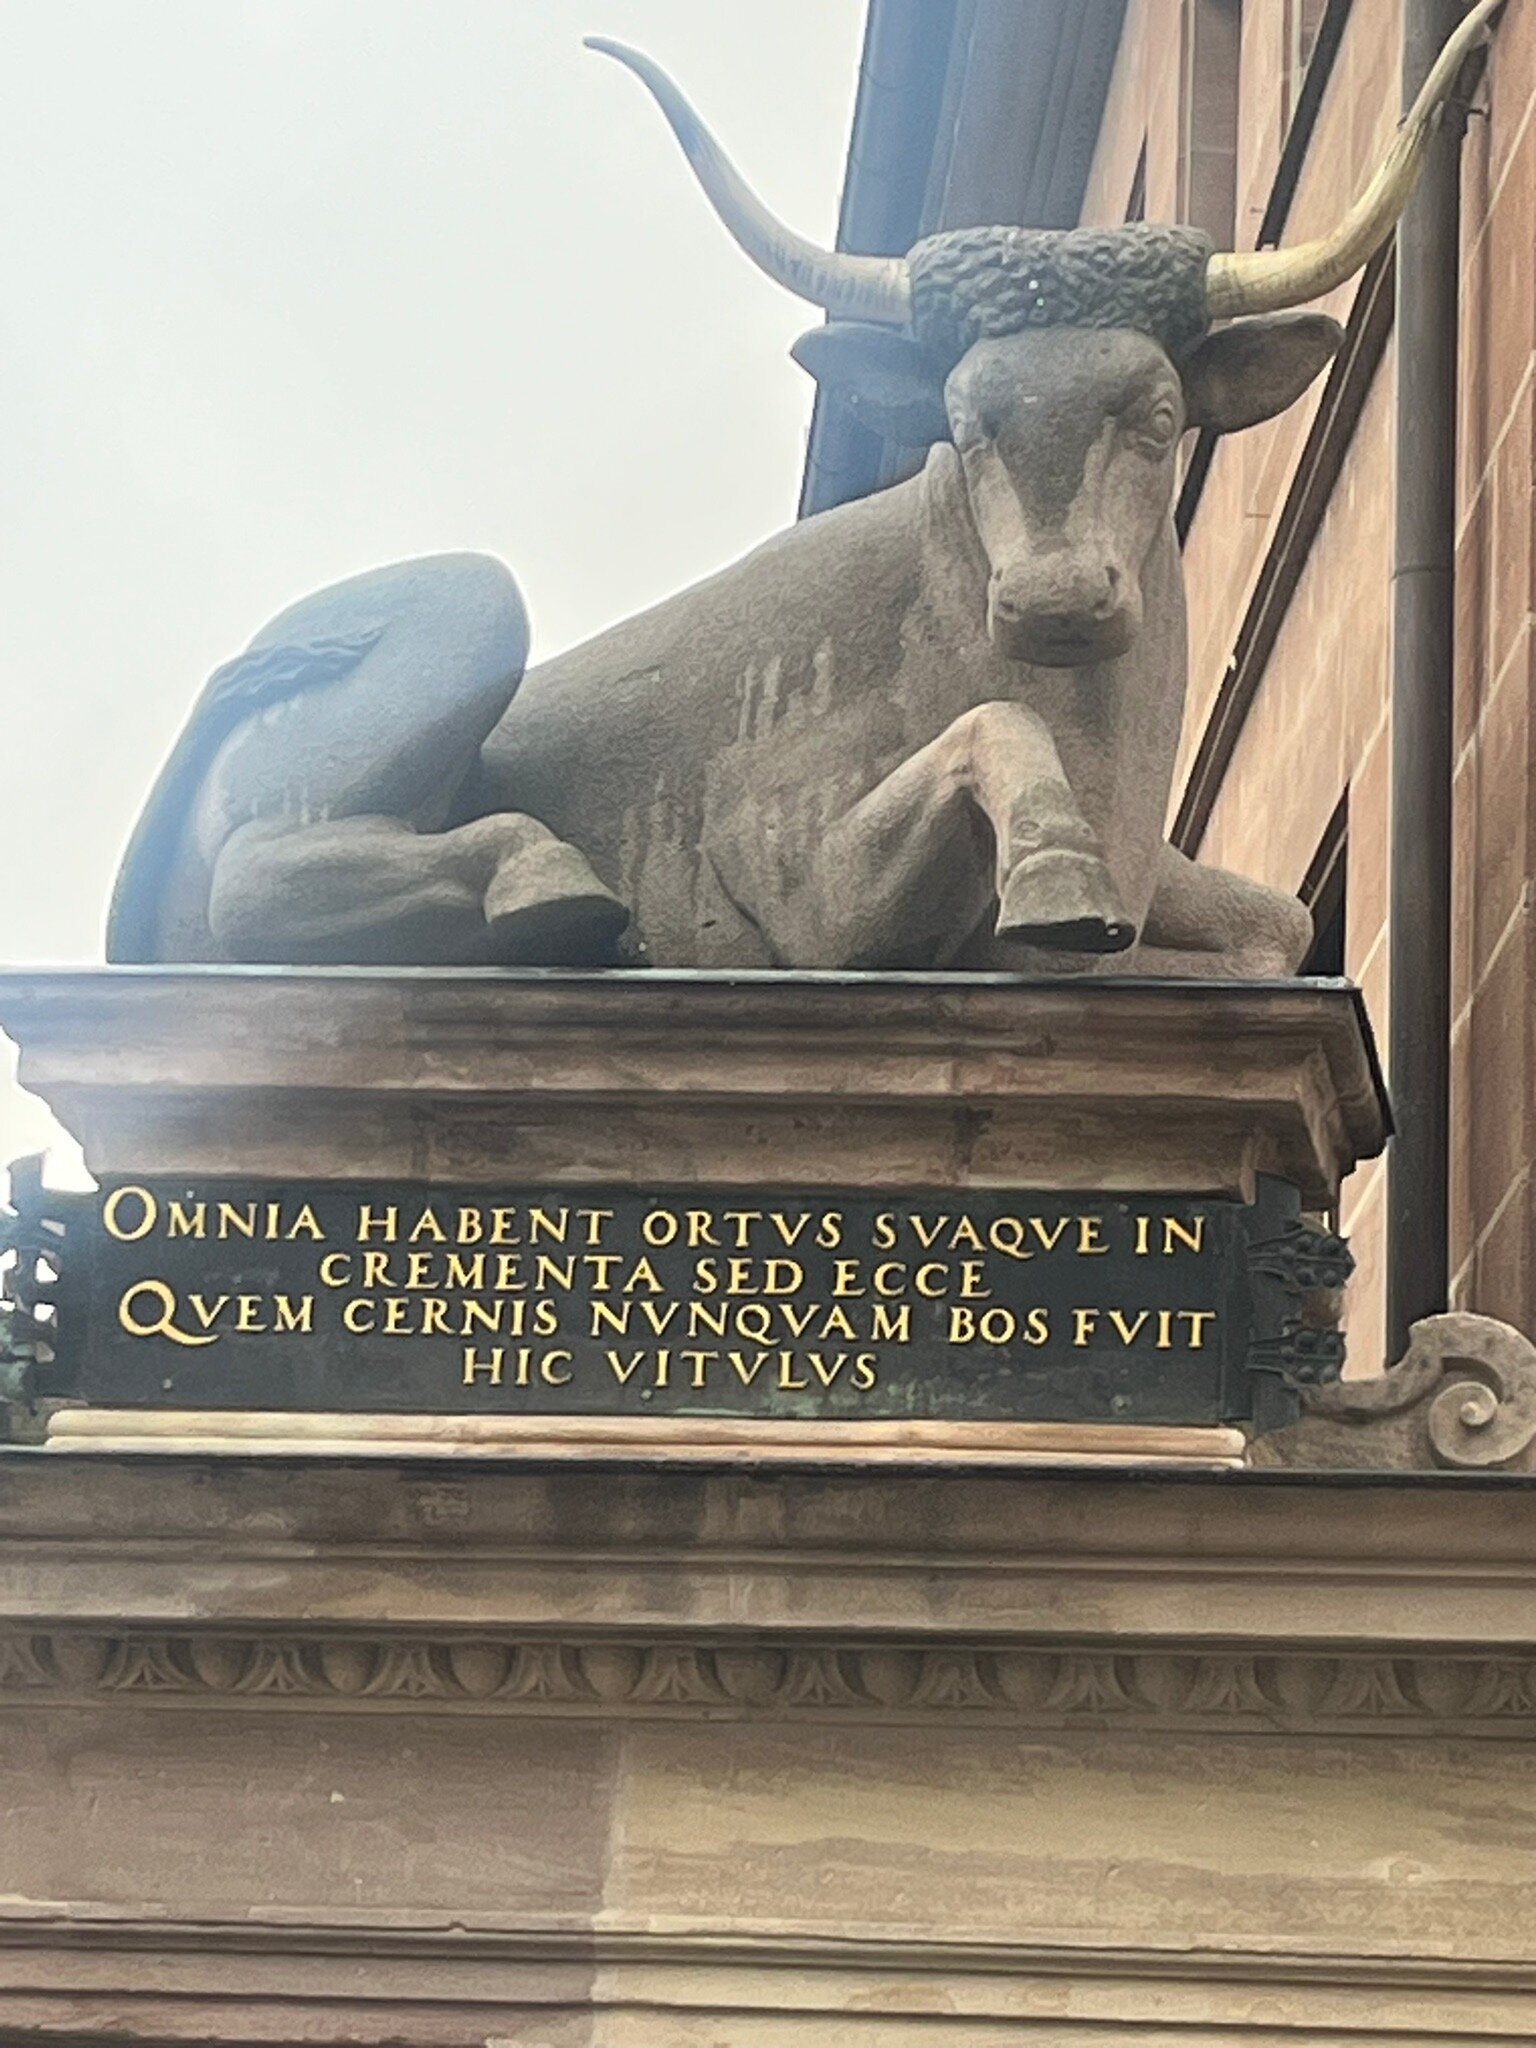 OMNIA HABENT ORTVS SVAQVE IN
CREMENTA SED ECCE
QVEM CERNIS NVNQVAM BOS FVIT
HIC VITVLVS